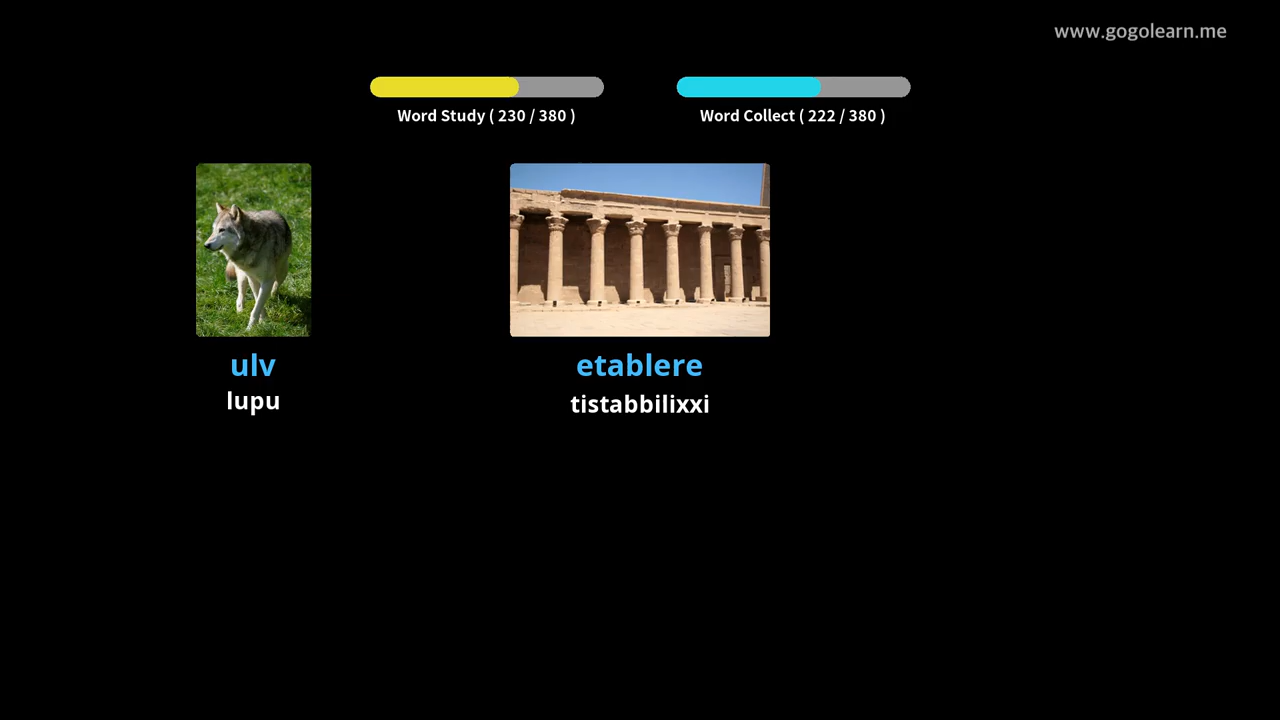 www.gogolearn.me
Word Study ( 230 / 380 )
Word Collect ( 222 / 380 )
ulv
lupu
etablere
tistabbilixxi